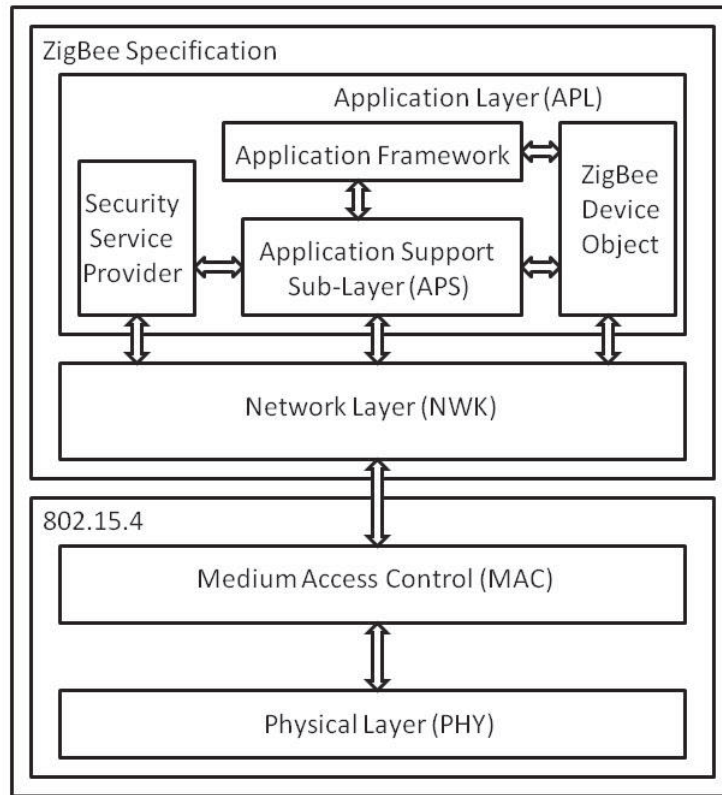 ZigBee Specification
Application Layer (APL)
Application Framework
ZigBee
Device
Object
Security
Service
Provider
Application Support
Sub-Layer (APS)
Network Layer (NWK)
802.15.4
Medium Access Control (MAC)
Physical Layer (PHY)